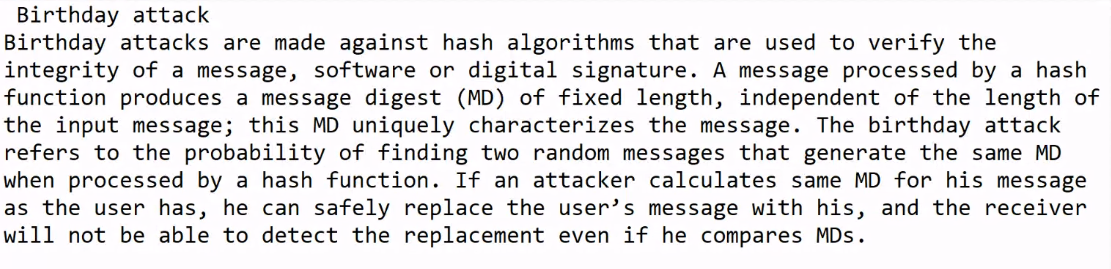 Birthday attack
Birthday attacks are made against hash algorithms that are used to verify the
integrity of a message, software or digital signature. A message processed by a hash
function produces a message digest (MD) of fixed length, independent of the length of
the input message; this MD uniquely characterizes the message. The birthday attack
refers to the probability of finding two random messages that generate the same MD
when processed by a hash function. If an attacker calculates same MD for his message
as the user has, he can safely replace the user’s message with his, and the receiver
will not be able to detect the replacement even if he compares MDs.